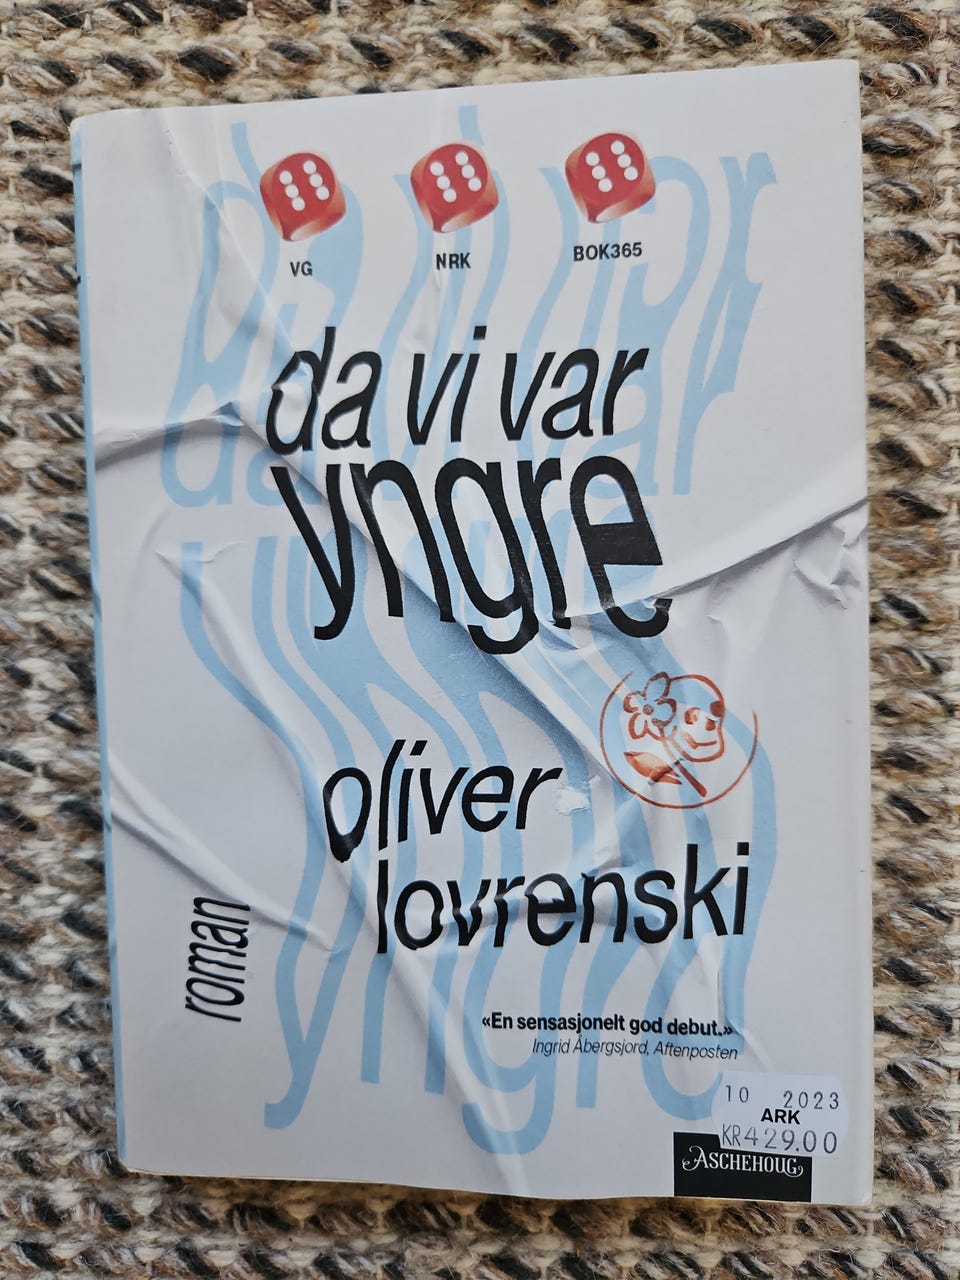 VG
NRK
BOK365
da vi var
yngre
oliver
lovrenski
roman
«En sensasjonelt god debut.»
Ingrid Åbergsjord, Aftenposten
10 2023
ARK
KR429.00
ASCHEHOUG